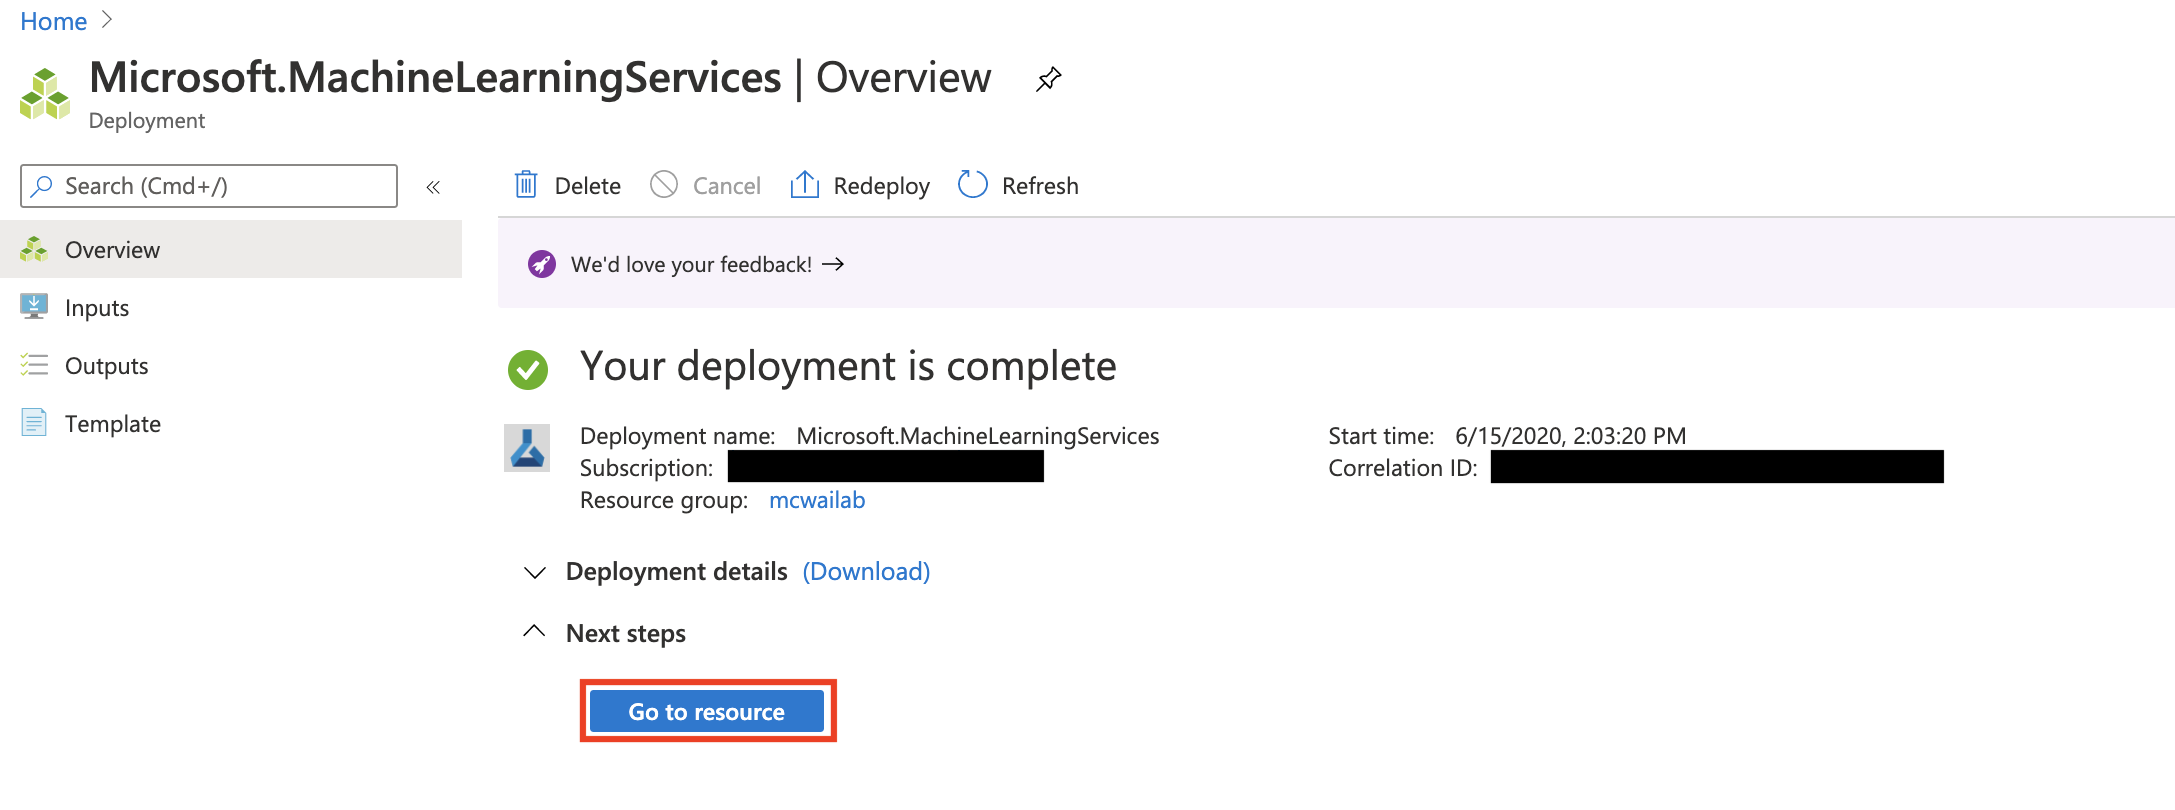 Home >
Microsoft.MachineLearningServices | Overview
Deployment
Search (Cmd+/)
«
Overview
Inputs
Outputs
Template
Delete Cancel Redeploy Refresh
We'd love your feedback! →
Your deployment is complete
Deployment name: Microsoft.MachineLearningServices
Subscription:
Resource group: mcwailab
Start time: 6/15/2020, 2:03:20 PM
Correlation ID:
Deployment details (Download)
Next steps
Go to resource